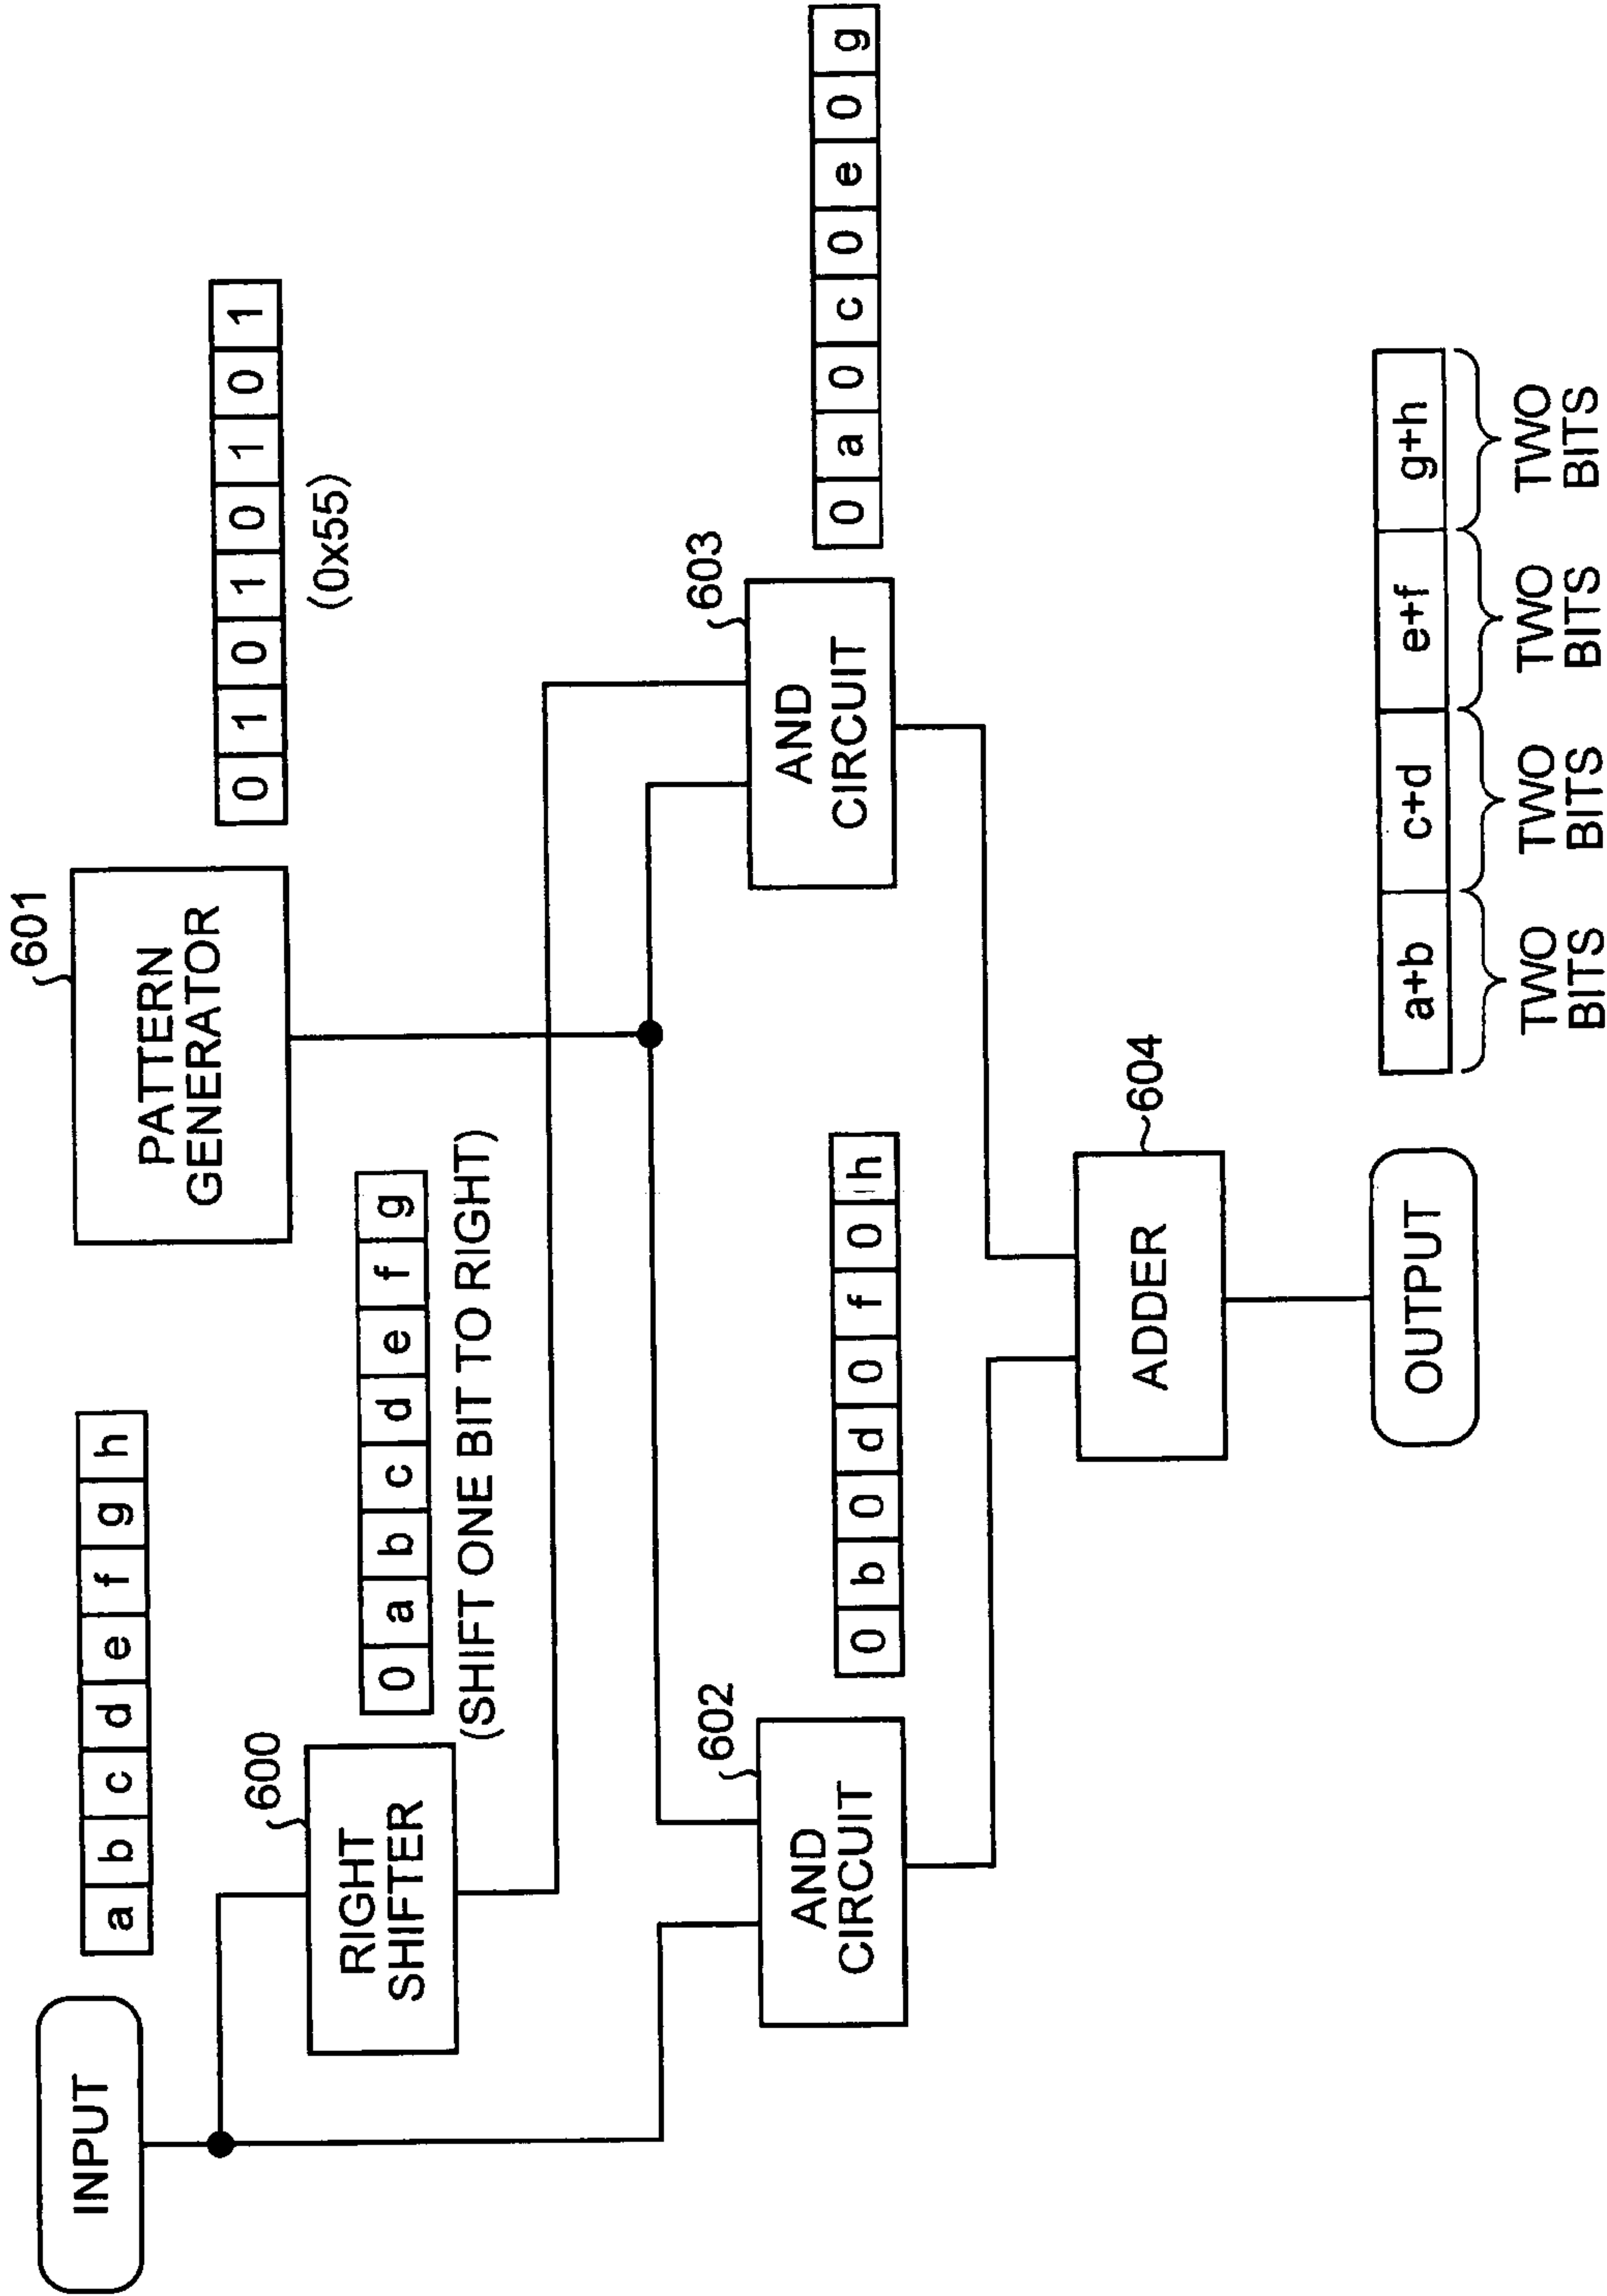 INPUT
a b c d e f g h
601
PATTERN
GENERATOR
0 1 0 1 0 1 0 1
(0x55)
600
RIGHT
SHIFTER
0 a b c d e f g
(SHIFT ONE BIT TO RIGHT)
602
AND
CIRCUIT
0 b 0 d 0 f 0 h
603
AND
CIRCUIT
0 a 0 c 0 e 0 g
ADDER
604
OUTPUT
a+b c+d e+f g+h
TWO
BITS
TWO
BITS
TWO
BITS
TWO
BITS